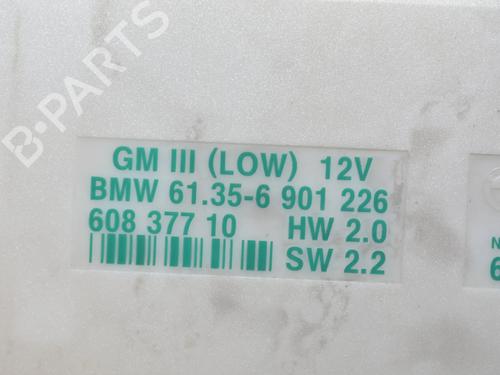 B-PARTS
GM III (LOW) 12V
BMW 61.35-6 901 226
608 377 10 HW 2.0
SW 2.2
N
6